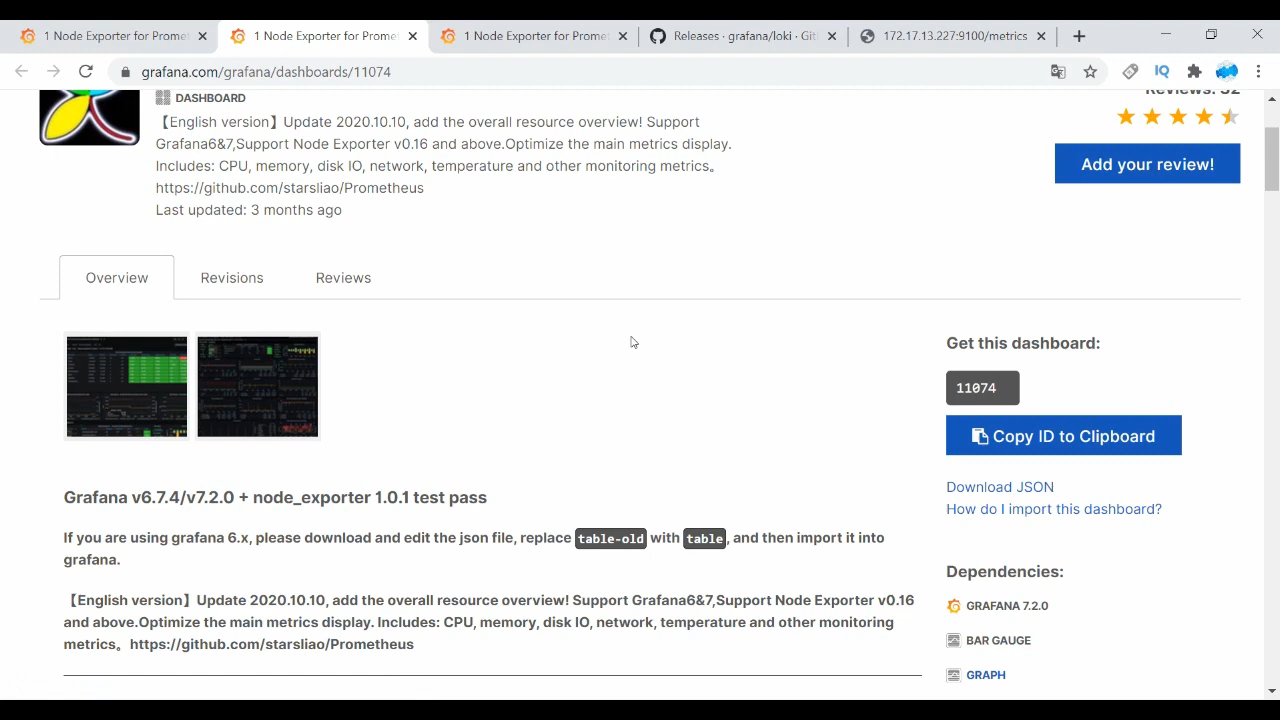 1 Node Exporter for Promet
1 Node Exporter for Promet
1 Node Exporter for Promet
Releases · grafana/loki · Git
172.17.13.227:9100/metrics
grafana.com/grafana/dashboards/11074
IQ
DASHBOARD
【English version】Update 2020.10.10, add the overall resource overview! Support
Grafana6&7,Support Node Exporter v0.16 and above.Optimize the main metrics display.
Includes: CPU, memory, disk IO, network, temperature and other monitoring metrics。
https://github.com/starsliao/Prometheus
Last updated: 3 months ago
Reviews: 32
Add your review!
Overview
Revisions
Reviews
Get this dashboard:
11074
Copy ID to Clipboard
Download JSON
How do I import this dashboard?
Grafana v6.7.4/v7.2.0 + node_exporter 1.0.1 test pass
If you are using grafana 6.x, please download and edit the json file, replace table-old with table, and then import it into
grafana.
【English version】Update 2020.10.10, add the overall resource overview! Support Grafana6&7,Support Node Exporter v0.16
and above.Optimize the main metrics display. Includes: CPU, memory, disk IO, network, temperature and other monitoring
metrics。https://github.com/starsliao/Prometheus
Dependencies:
GRAFANA 7.2.0
BAR GAUGE
GRAPH